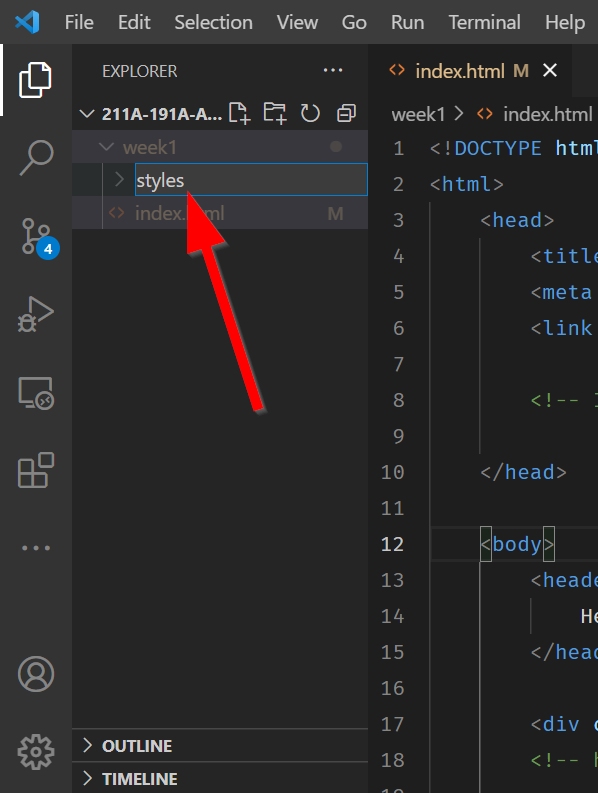 File Edit Selection View Go Run Terminal Help
EXPLORER
211A-191A-A...
week1
styles
index.html M
4
OUTLINE
TIMELINE
index.html M
week1 > index.html
1 <!DOCTYPE html
2 <html>
3 <head>
4 <title
5 <meta
6 <link
7
8 <!--
9
10 </head>
11
12 <body>
13 <heade
14 He
15 </head
16
17 <div c
18 <!-- h